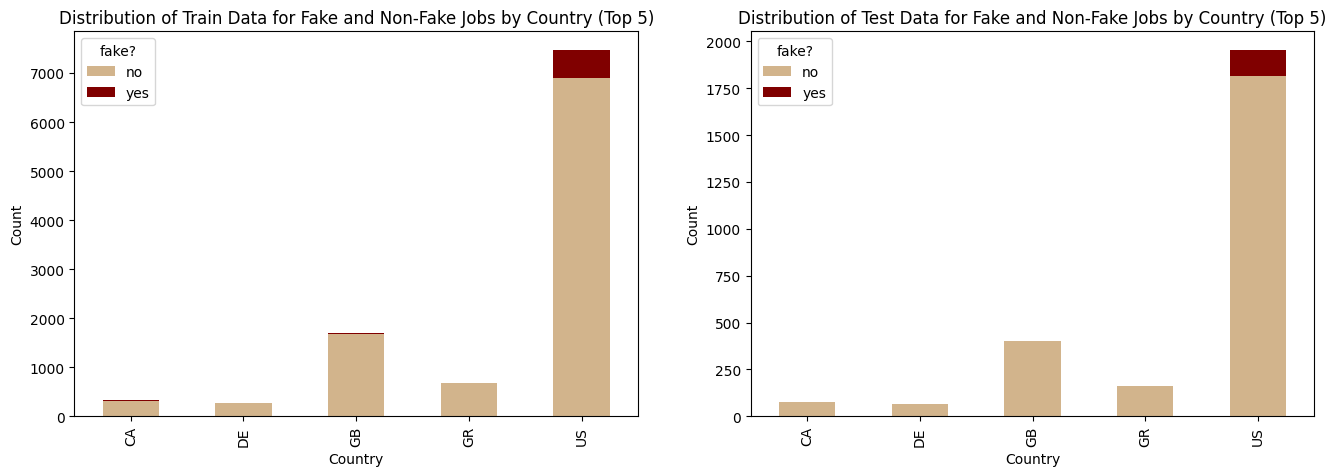 Distribution of Train Data for Fake and Non-Fake Jobs by Country (Top 5)
fake?
no
yes
7000
6000
5000
4000
3000
2000
1000
0
Count
CA
DE
GB
GR
US
Country
Distribution of Test Data for Fake and Non-Fake Jobs by Country (Top 5)
fake?
no
yes
2000
1750
1500
1250
1000
750
500
250
0
Count
CA
DE
GB
GR
US
Country